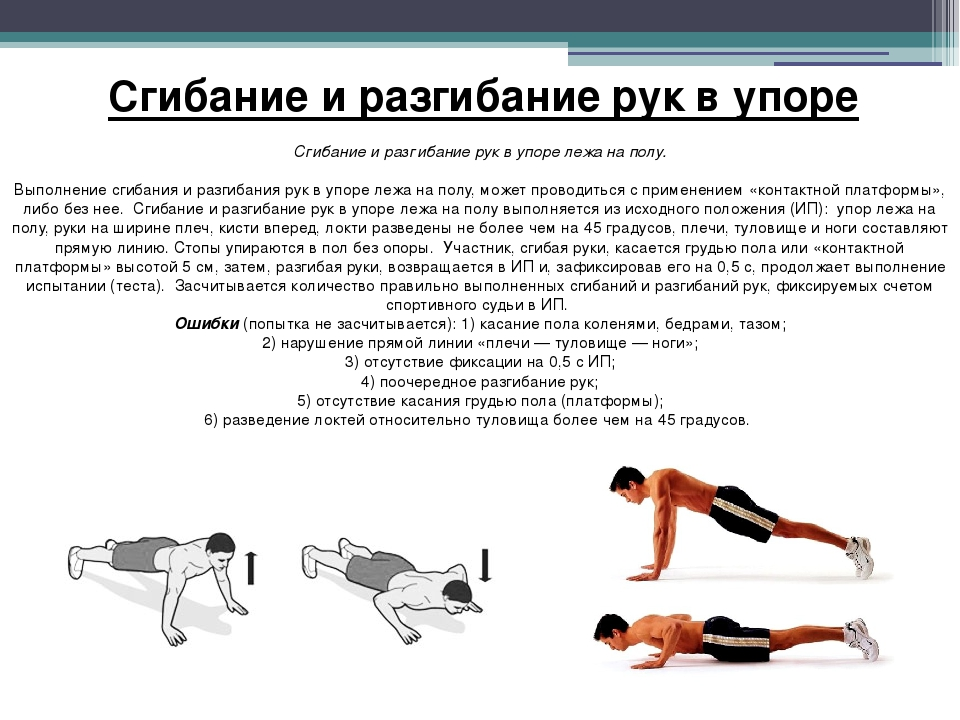 Сгибание и разгибание рук в упоре
Сгибание и разгибание рук в упоре лежа на полу.
Выполнение сгибания и разгибания рук в упоре лежа на полу, может проводиться с применением «контактной платформы»,
либо без нее. Сгибание и разгибание рук в упоре лежа на полу выполняется из исходного положения (ИП): упор лежа на
полу, руки на ширине плеч, кисти вперед, локти разведены не более чем на 45 градусов, плечи, туловище и ноги составляют
прямую линию. Стопы упираются в пол без опоры. Участник, сгибая руки, касается грудью пола или «контактной
платформы» высотой 5 см, затем, разгибая руки, возвращается в ИП и, зафиксировав его на 0,5 с, продолжает выполнение
испытании (теста). Засчитывается количество правильно выполненных сгибаний и разгибаний рук, фиксируемых счетом
спортивного судьи в ИП.
Ошибки (попытка не засчитывается): 1) касание пола коленями, бедрами, тазом;
2) нарушение прямой линии «плечи — туловище — ноги»;
3) отсутствие фиксации на 0,5 с ИП;
4) поочередное разгибание рук;
5) отсутствие касания грудью пола (платформы);
6) разведение локтей относительно туловища более чем на 45 градусов.